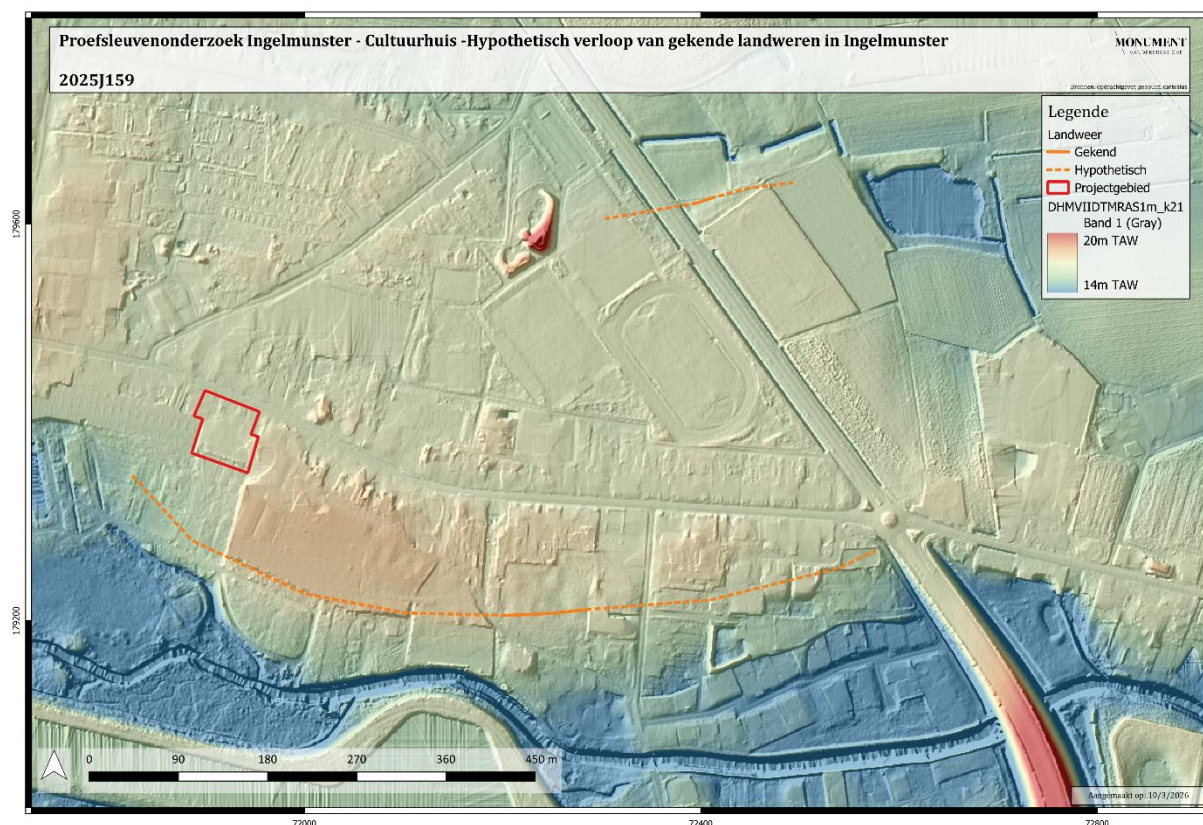 Proefsleuvenonderzoek Ingelmunster - Cultuurhuis -Hypothetisch verloop van gekende landweren in Ingelmunster
2025J159
MONUMENT
Legende
Landweer
Gekend
Hypothetisch
Projectgebied
DHMVIIDTMRAS1m_k21
Band 1 (Gray)
20m TAW
14m TAW
179600
179200
0 90 180 270 360 450 m
Aangemaakt op: 10/3/2026
72000 72400 72800